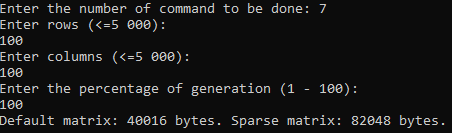 Enter the number of command to be done: 7
Enter rows (<=5 000):
100
Enter columns (<=5 000):
100
Enter the percentage of generation (1 - 100):
100
Default matrix: 40016 bytes. Sparse matrix: 82048 bytes.